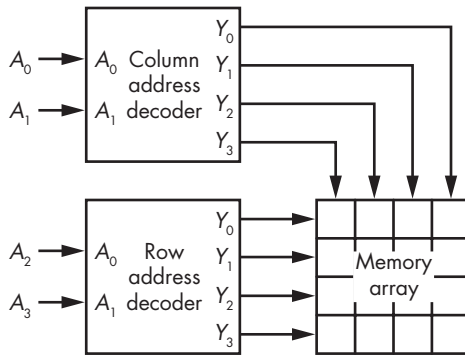 Y₀
A₀ A₀ Column Y₁
address
A₁ A₁ decoder Y₂
Y₃
Y₀
A₂ A₀ Row Y₁ Memory
address array
A₃ A₁ decoder Y₂
Y₃